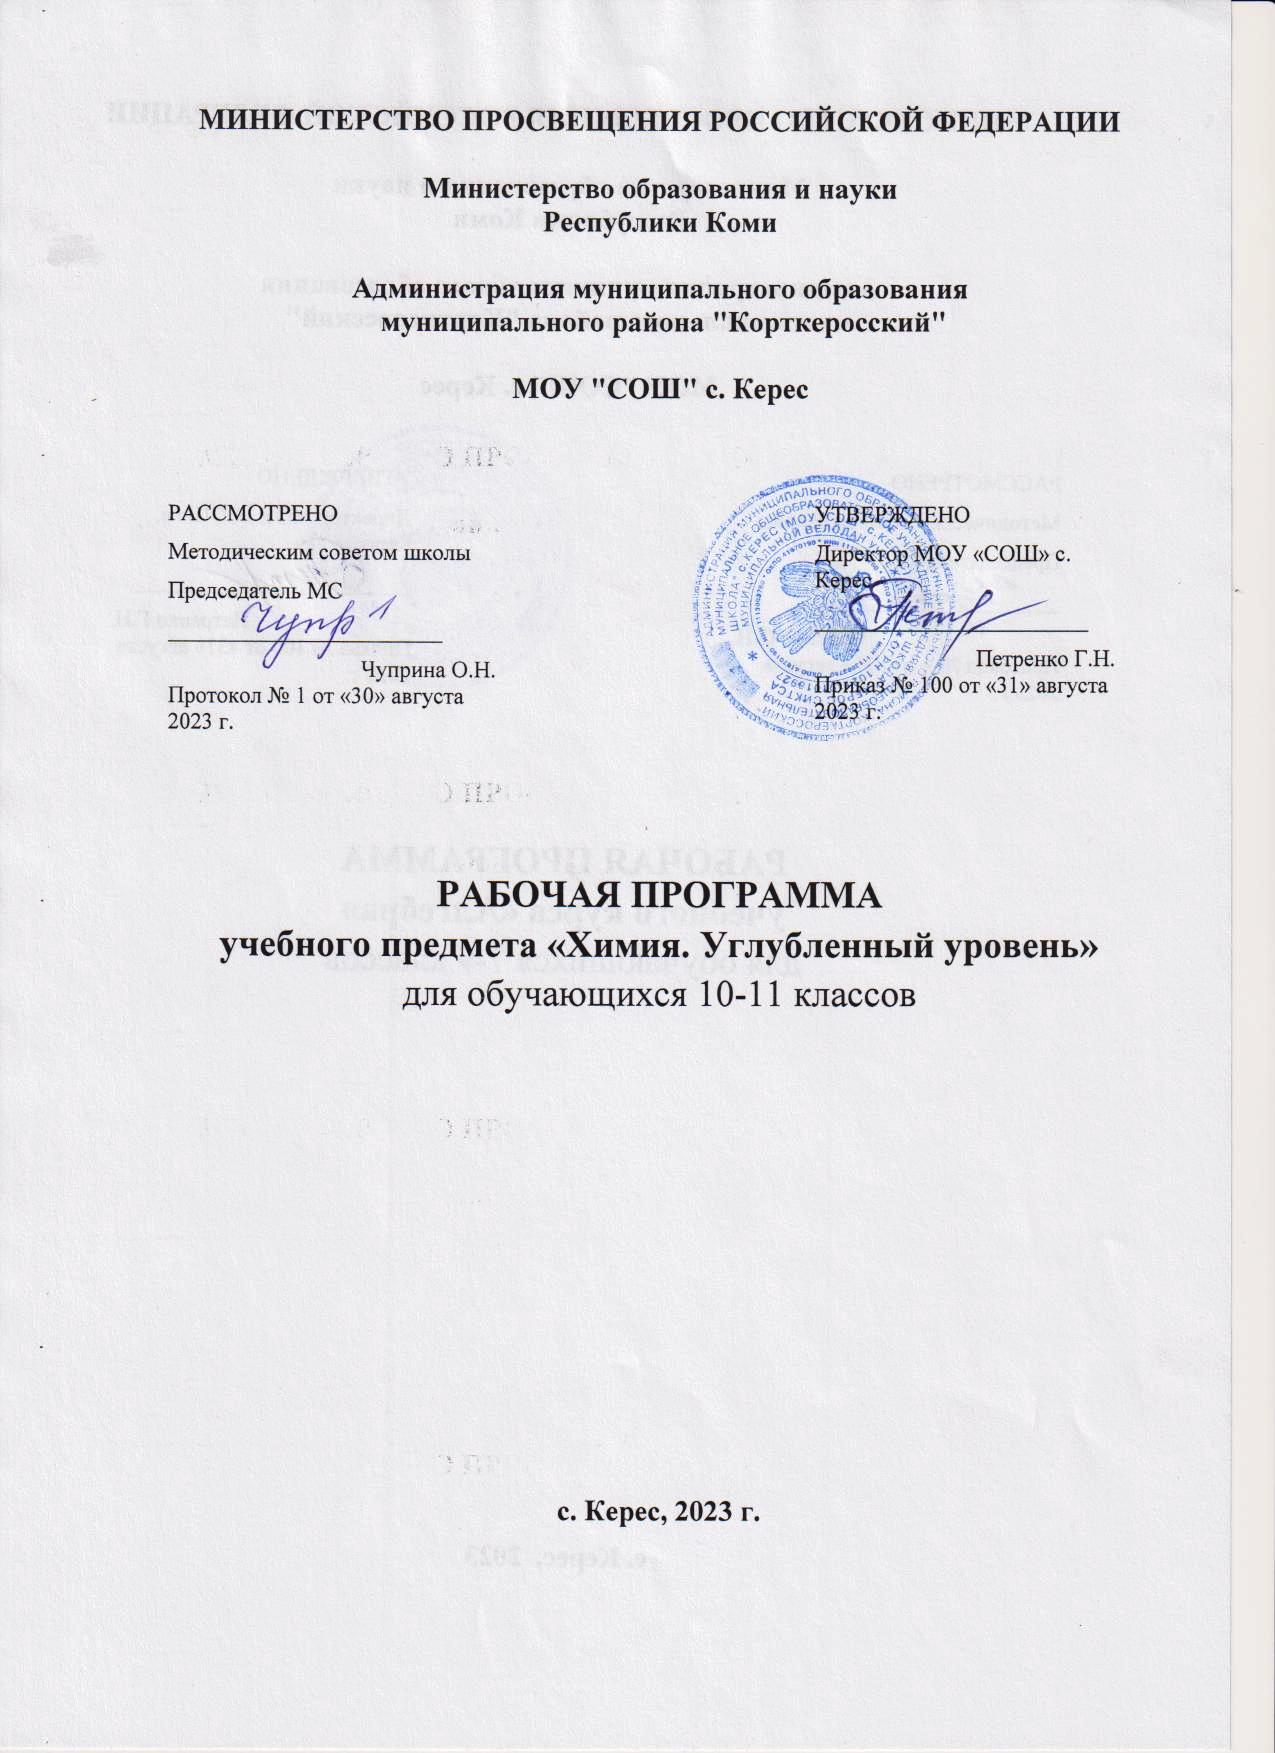 МИНИСТЕРСТВО ПРОСВЕЩЕНИЯ РОССИЙСКОЙ ФЕДЕРАЦИИ
Министерство образования и науки
Республики Коми
Администрация муниципального образования
муниципального района "Корткеросский"
МОУ "СОШ" с. Керес
РАССМОТРЕНО
Методическим советом школы
Председатель МС
Чупр
Чуприна О.Н.
Протокол № 1 от «30» августа
2023 г.
УТВЕРЖДЕНО
Директор МОУ «СОШ» с.
Керес
Петренко Г.Н.
Приказ № 100 от «31» августа
2023 г.
РАБОЧАЯ ПРОГРАММА
учебного предмета «Химия. Углубленный уровень»
для обучающихся 10-11 классов
с. Керес, 2023 г.